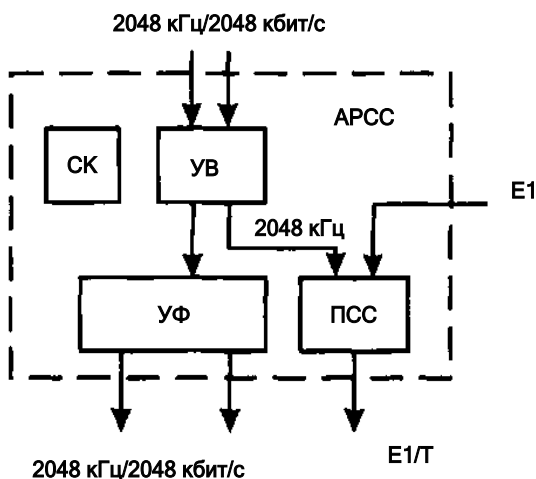 2048 кГц/2048 кбит/с
АРСС
СК
УВ
Е1
2048 кГц
УФ
ПСС
Е1/Т
2048 кГц/2048 кбит/с